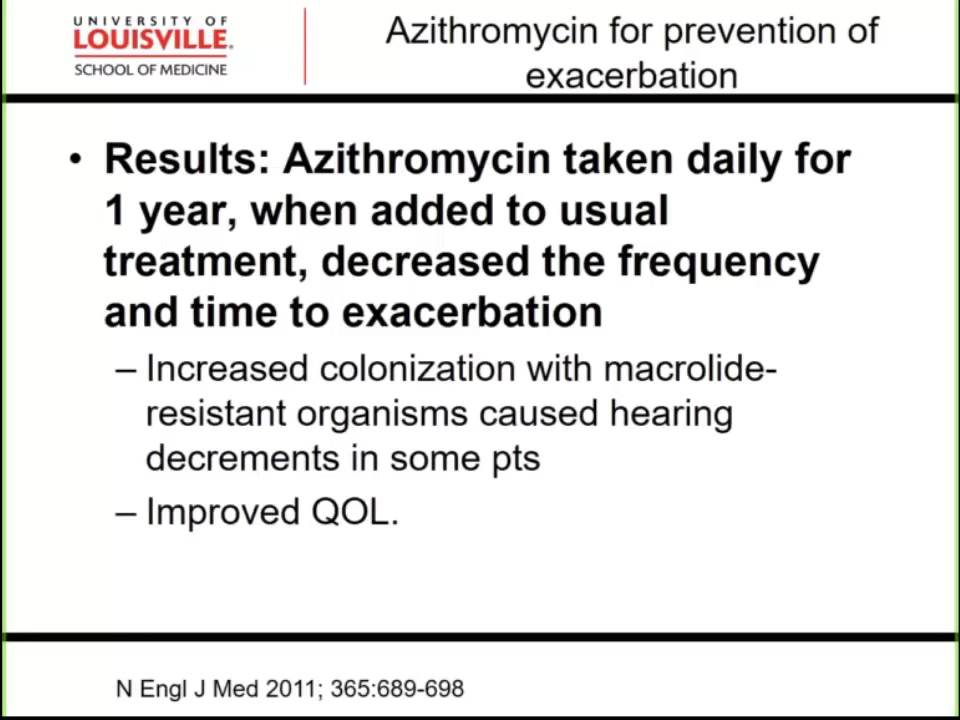 UNIVERSITY OF
LOUISVILLE.
SCHOOL OF MEDICINE
Azithromycin for prevention of
exacerbation
• Results: Azithromycin taken daily for
1 year, when added to usual
treatment, decreased the frequency
and time to exacerbation
– Increased colonization with macrolide-
resistant organisms caused hearing
decrements in some pts
– Improved QOL.
N Engl J Med 2011; 365:689-698